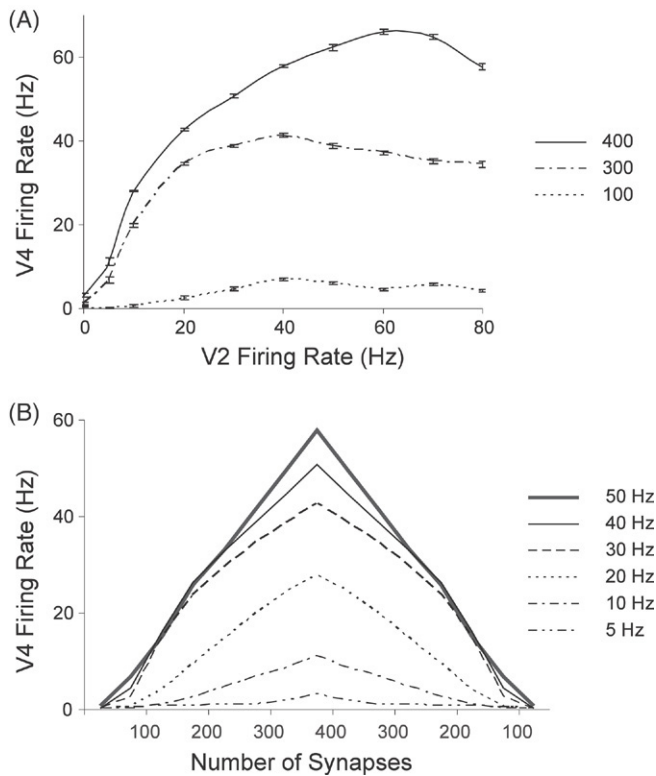 (A)
60
40
20
0
V4 Firing Rate (Hz)
0 20 40 60 80
V2 Firing Rate (Hz)
400
300
100
(B)
60
40
20
0
V4 Firing Rate (Hz)
100 200 300 400 300 200 100
Number of Synapses
50 Hz
40 Hz
30 Hz
20 Hz
10 Hz
5 Hz